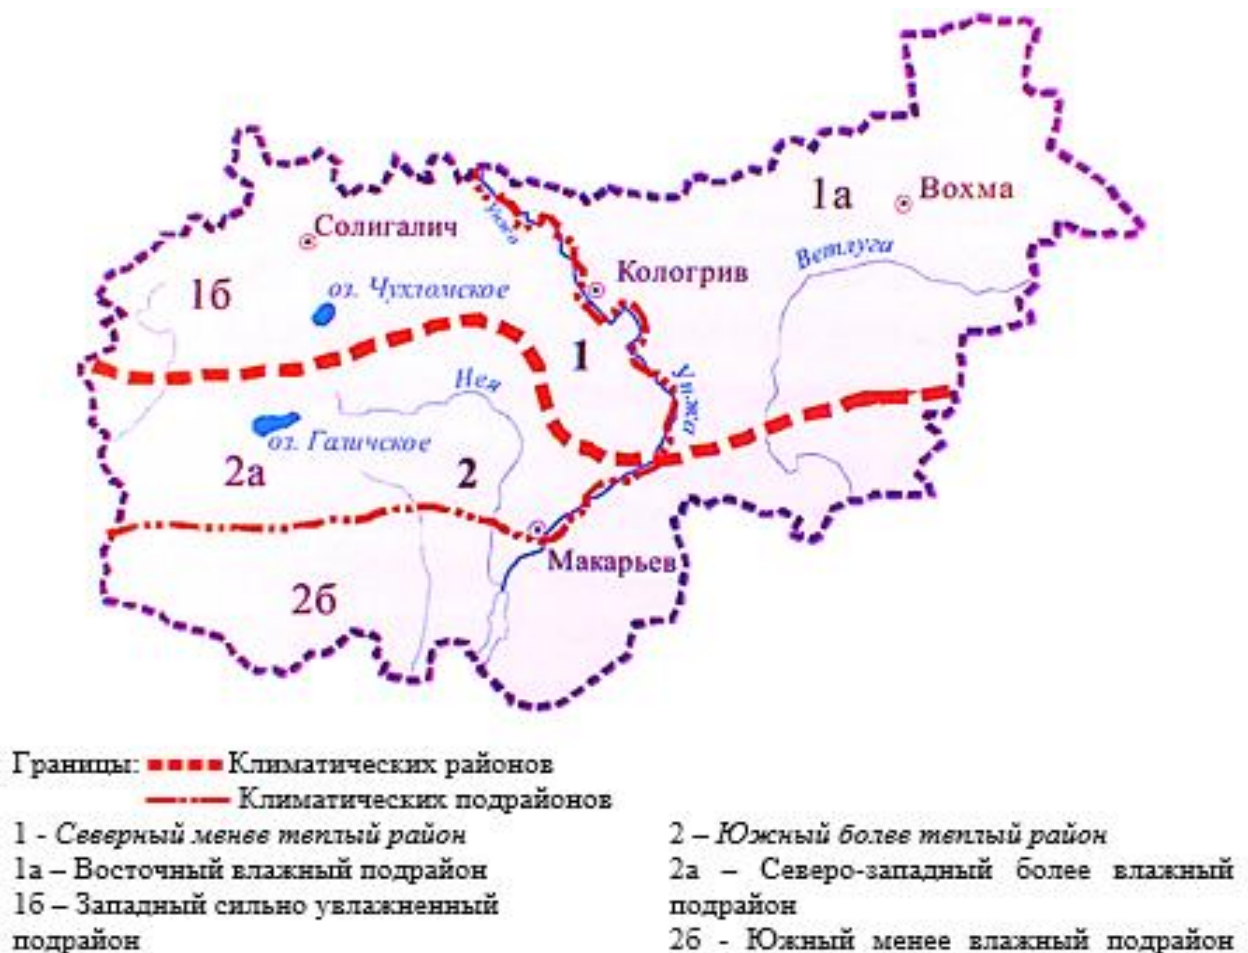 1а
Вохма
Солигалич
Унжа
Ветлуга
Кологрив
1б
оз. Чухломское
1
Нея
Унжа
оз. Галичское
2а
2
Макарьев
2б
Границы: Климатических районов
Климатических подрайонов
1 - Северный менее теплый район
1а – Восточный влажный подрайон
1б – Западный сильно увлажненный
подрайон
2 – Южный более теплый район
2а – Северо-западный более влажный
подрайон
2б - Южный менее влажный подрайон